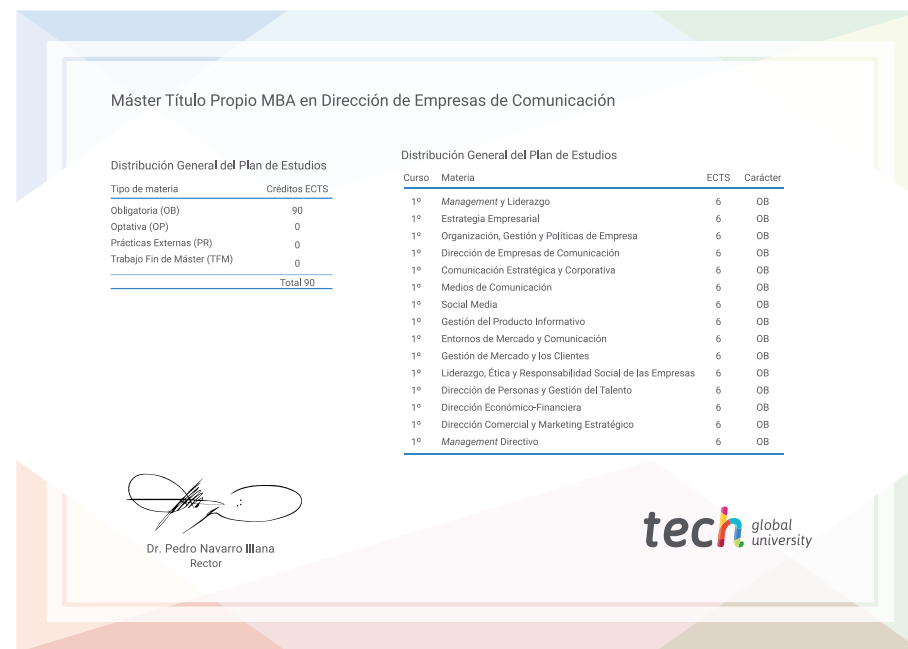 Máster Título Propio MBA en Dirección de Empresas de Comunicación
Distribución General del Plan de Estudios
Tipo de materia Créditos ECTS
Obligatoria (OB) 90
Optativa (OP) 0
Prácticas Externas (PR) 0
Trabajo Fin de Máster (TFM) 0
Total 90
Distribución General del Plan de Estudios
Curso Materia ECTS Carácter
1º Management y Liderazgo 6 OB
1º Estrategia Empresarial 6 OB
1º Organización, Gestión y Políticas de Empresa 6 OB
1º Dirección de Empresas de Comunicación 6 OB
1º Comunicación Estratégica y Corporativa 6 OB
1º Medios de Comunicación 6 OB
1º Social Media 6 OB
1º Gestión del Producto Informativo 6 OB
1º Entornos de Mercado y Comunicación 6 OB
1º Gestión de Mercado y los Clientes 6 OB
1º Liderazgo, Ética y Responsabilidad Social de las Empresas 6 OB
1º Dirección de Personas y Gestión del Talento 6 OB
1º Dirección Económico-Financiera 6 OB
1º Dirección Comercial y Marketing Estratégico 6 OB
1º Management Directivo 6 OB
Dr. Pedro Navarro Illana
Rector
tech global university